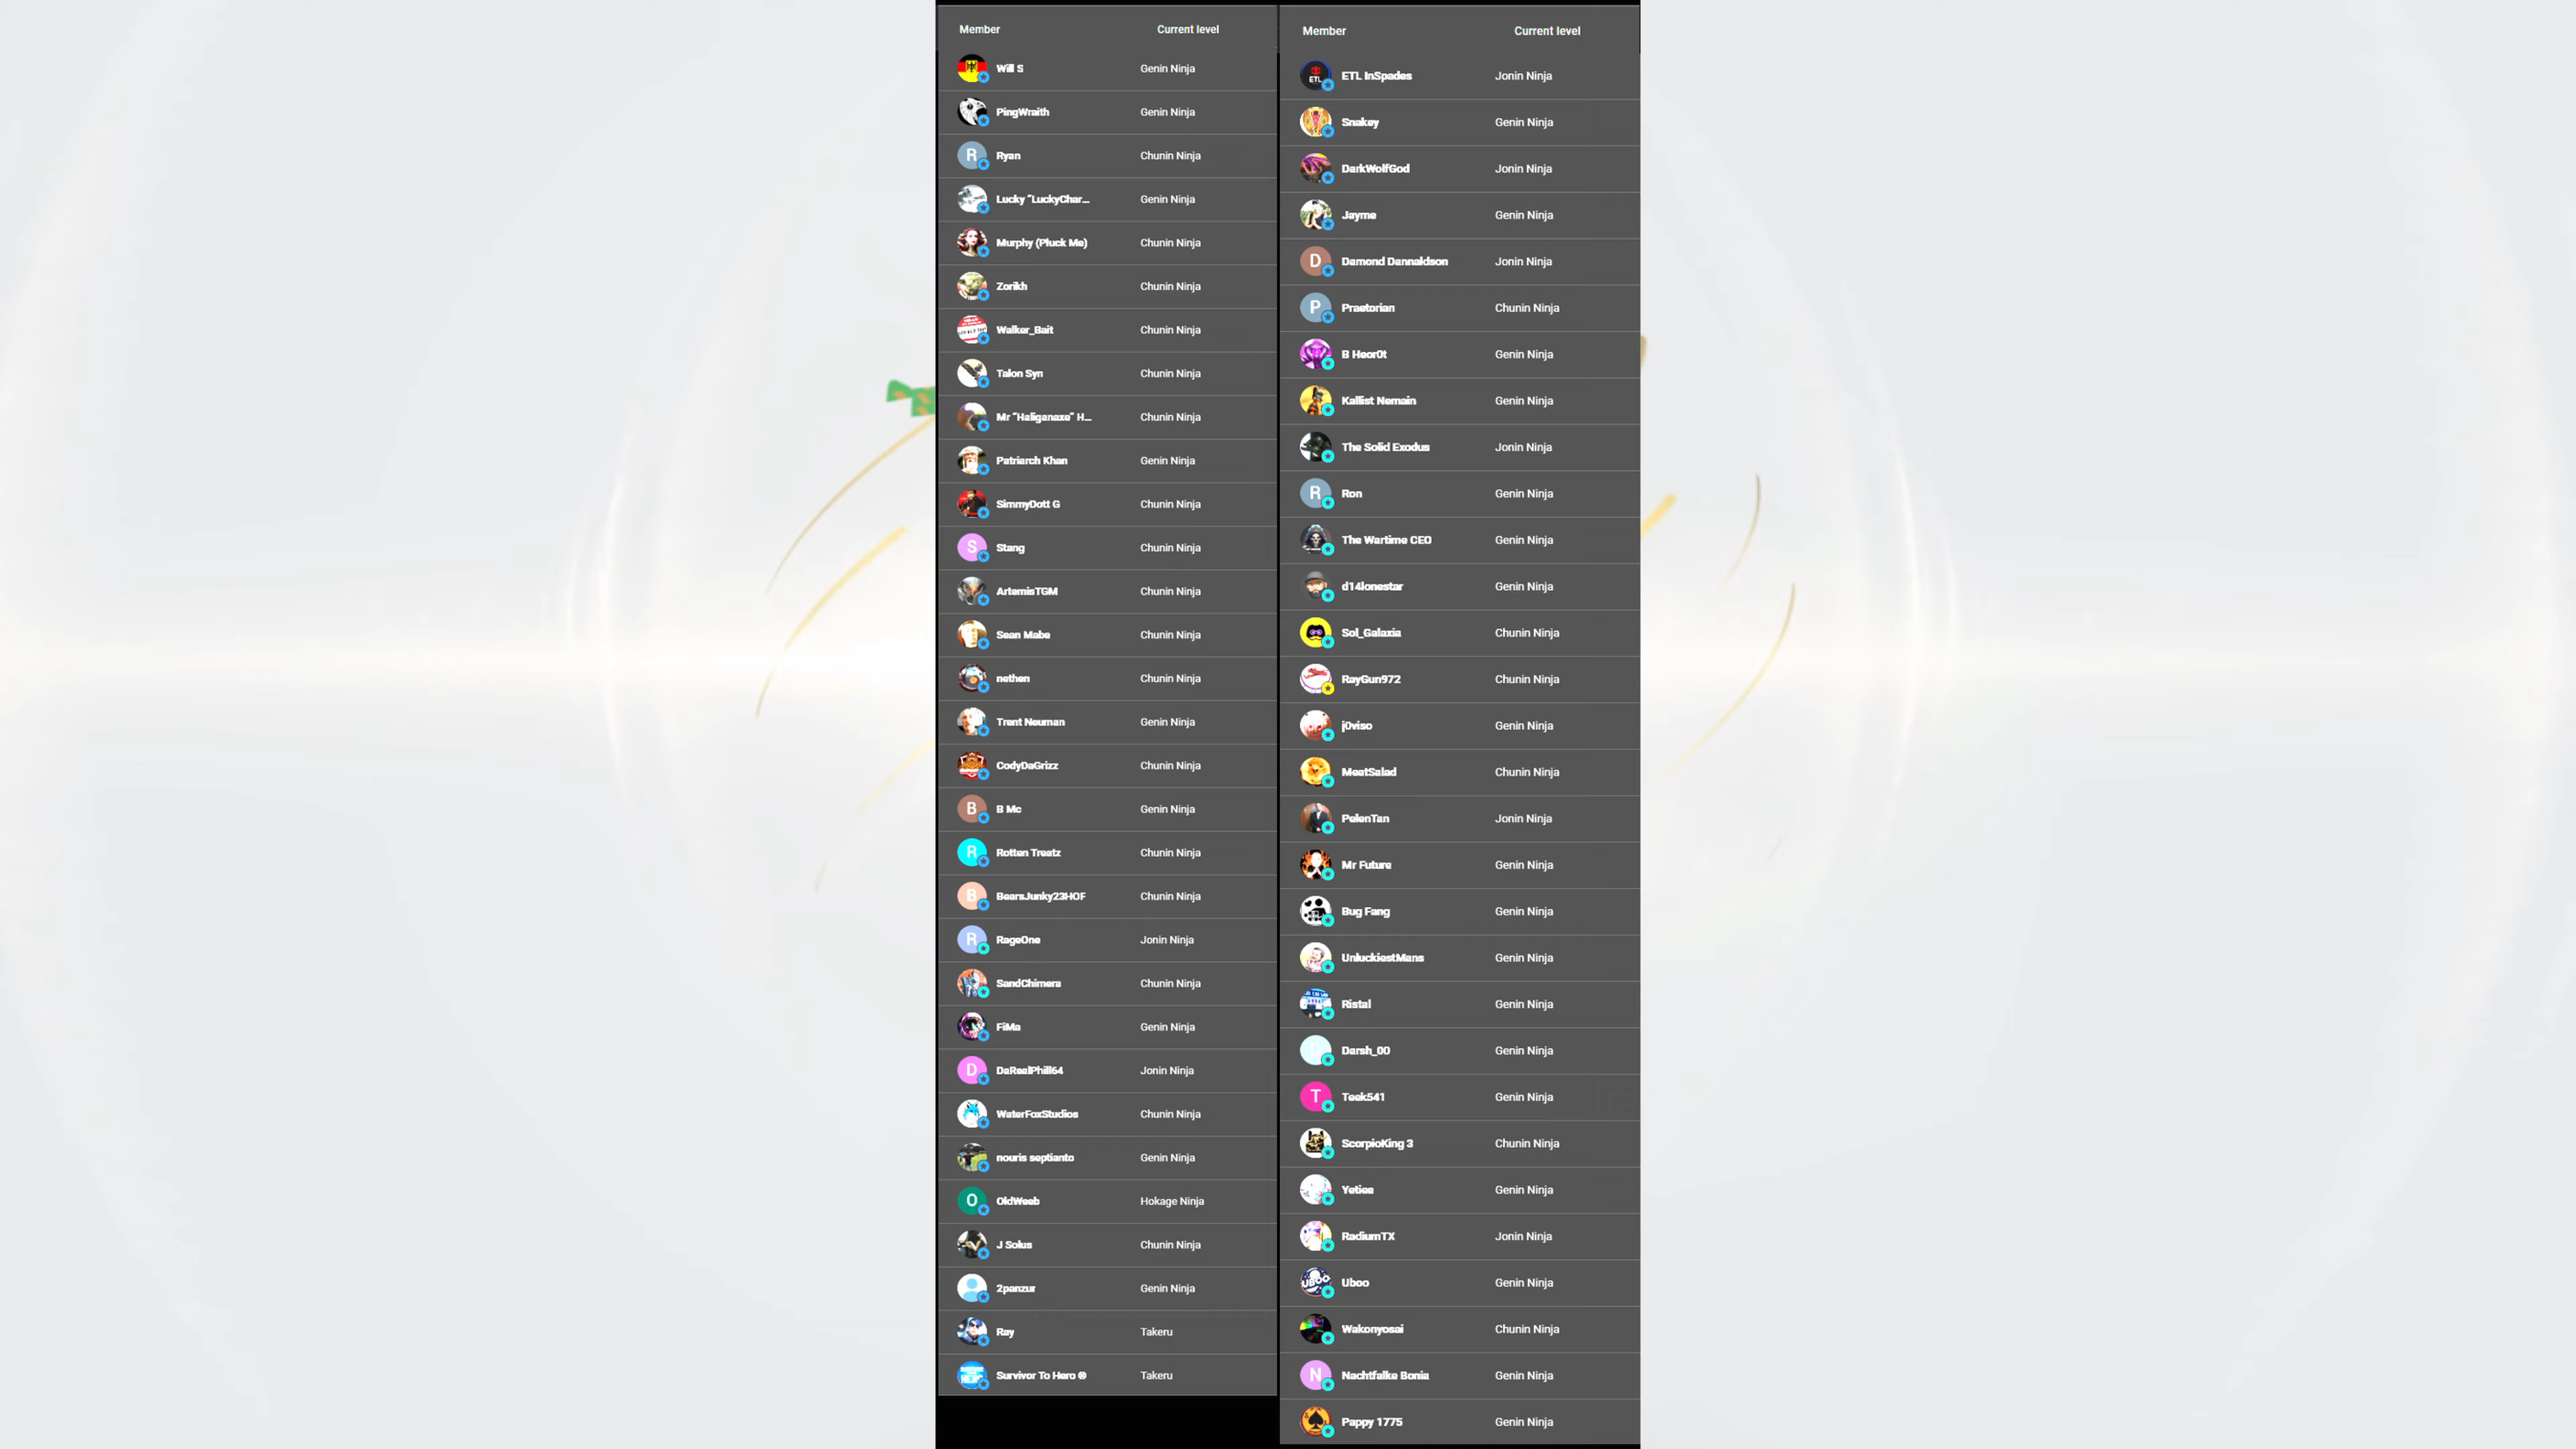 Member Current level
Will S Genin Ninja
PingWraith Genin Ninja
R Ryan Chunin Ninja
Lucky "LuckyChar... Genin Ninja
Murphy (Pluck Me) Chunin Ninja
Zorikh Chunin Ninja
Walker_Bait Chunin Ninja
Talon Syn Chunin Ninja
Mr "Haliganaxe" H... Chunin Ninja
Patriarch Khan Genin Ninja
SimmyDott G Chunin Ninja
S Stang Chunin Ninja
ArtemisTGM Chunin Ninja
Sean Mabe Chunin Ninja
nethen Chunin Ninja
Trent Neuman Genin Ninja
CodyDaGrizz Chunin Ninja
B B Mc Genin Ninja
R Rotten Treatz Chunin Ninja
B BearsJunky23HOF Chunin Ninja
R RageOne Jonin Ninja
SandChimera Chunin Ninja
FiMa Genin Ninja
D DaRealPhill64 Jonin Ninja
WaterFoxStudios Chunin Ninja
nouris septianto Genin Ninja
O OldWeeb Hokage Ninja
J Solus Chunin Ninja
2panzur Genin Ninja
Ray Takeru
Survivor To Hero ® Takeru
Member Current level
ETL ETL InSpades Jonin Ninja
Snakey Genin Ninja
DarkWolfGod Jonin Ninja
Jayme Genin Ninja
D Damond Dannaldson Jonin Ninja
P Praetorian Chunin Ninja
B Heor0t Genin Ninja
Kallist Nemain Genin Ninja
The Solid Exodus Jonin Ninja
R Ron Genin Ninja
The Wartime CEO Genin Ninja
d14lonestar Genin Ninja
Sol_Galaxia Chunin Ninja
RayGun972 Chunin Ninja
j0viso Genin Ninja
MeatSalad Chunin Ninja
PelenTan Jonin Ninja
Mr Future Genin Ninja
Bug Fang Genin Ninja
UnluckiestMans Genin Ninja
Ristal Genin Ninja
Darsh_00 Genin Ninja
T Teek541 Genin Ninja
ScorpioKing 3 Chunin Ninja
Yetiee Genin Ninja
RadiumTX Jonin Ninja
UBOO Uboo Genin Ninja
Wakonyosai Chunin Ninja
N Nachtfalke Bonia Genin Ninja
Pappy 1775 Genin Ninja